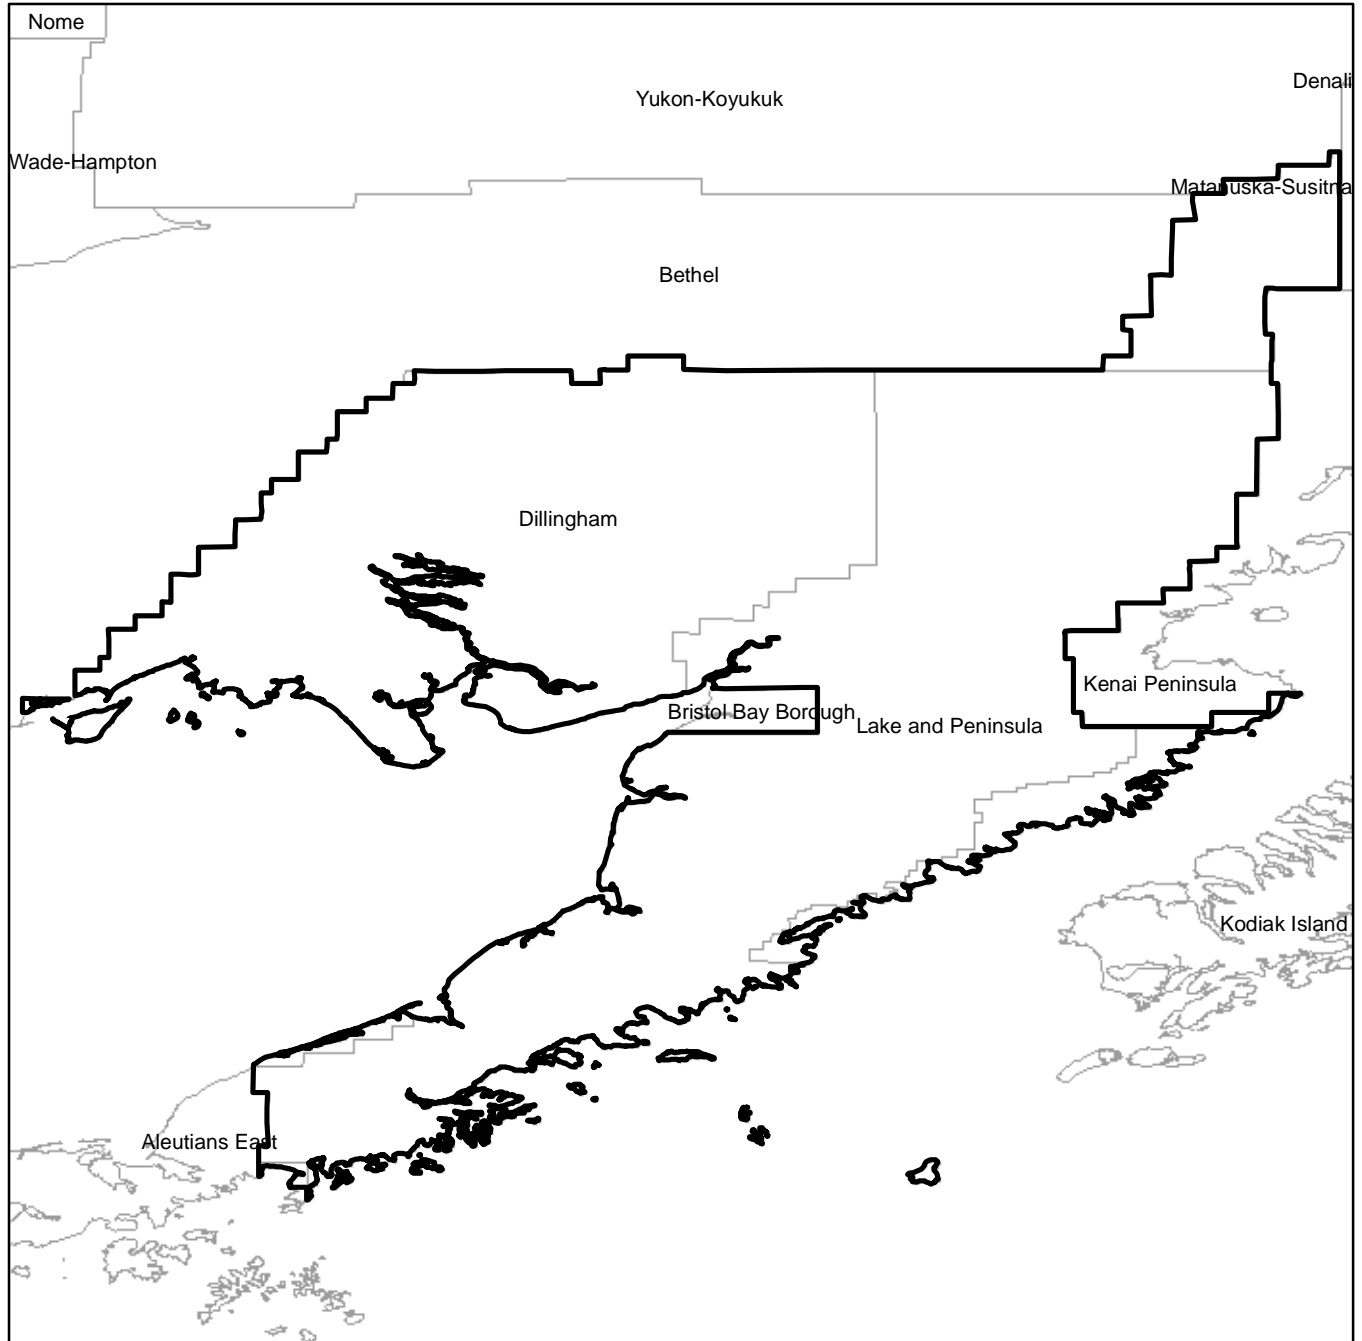 Nome
Denali
Yukon-Koyukuk
Wade-Hampton
Matanuska-Susitna
Bethel
Dillingham
Kenai Peninsula
Bristol Bay Borough
Lake and Peninsula
Kodiak Island
Aleutians East